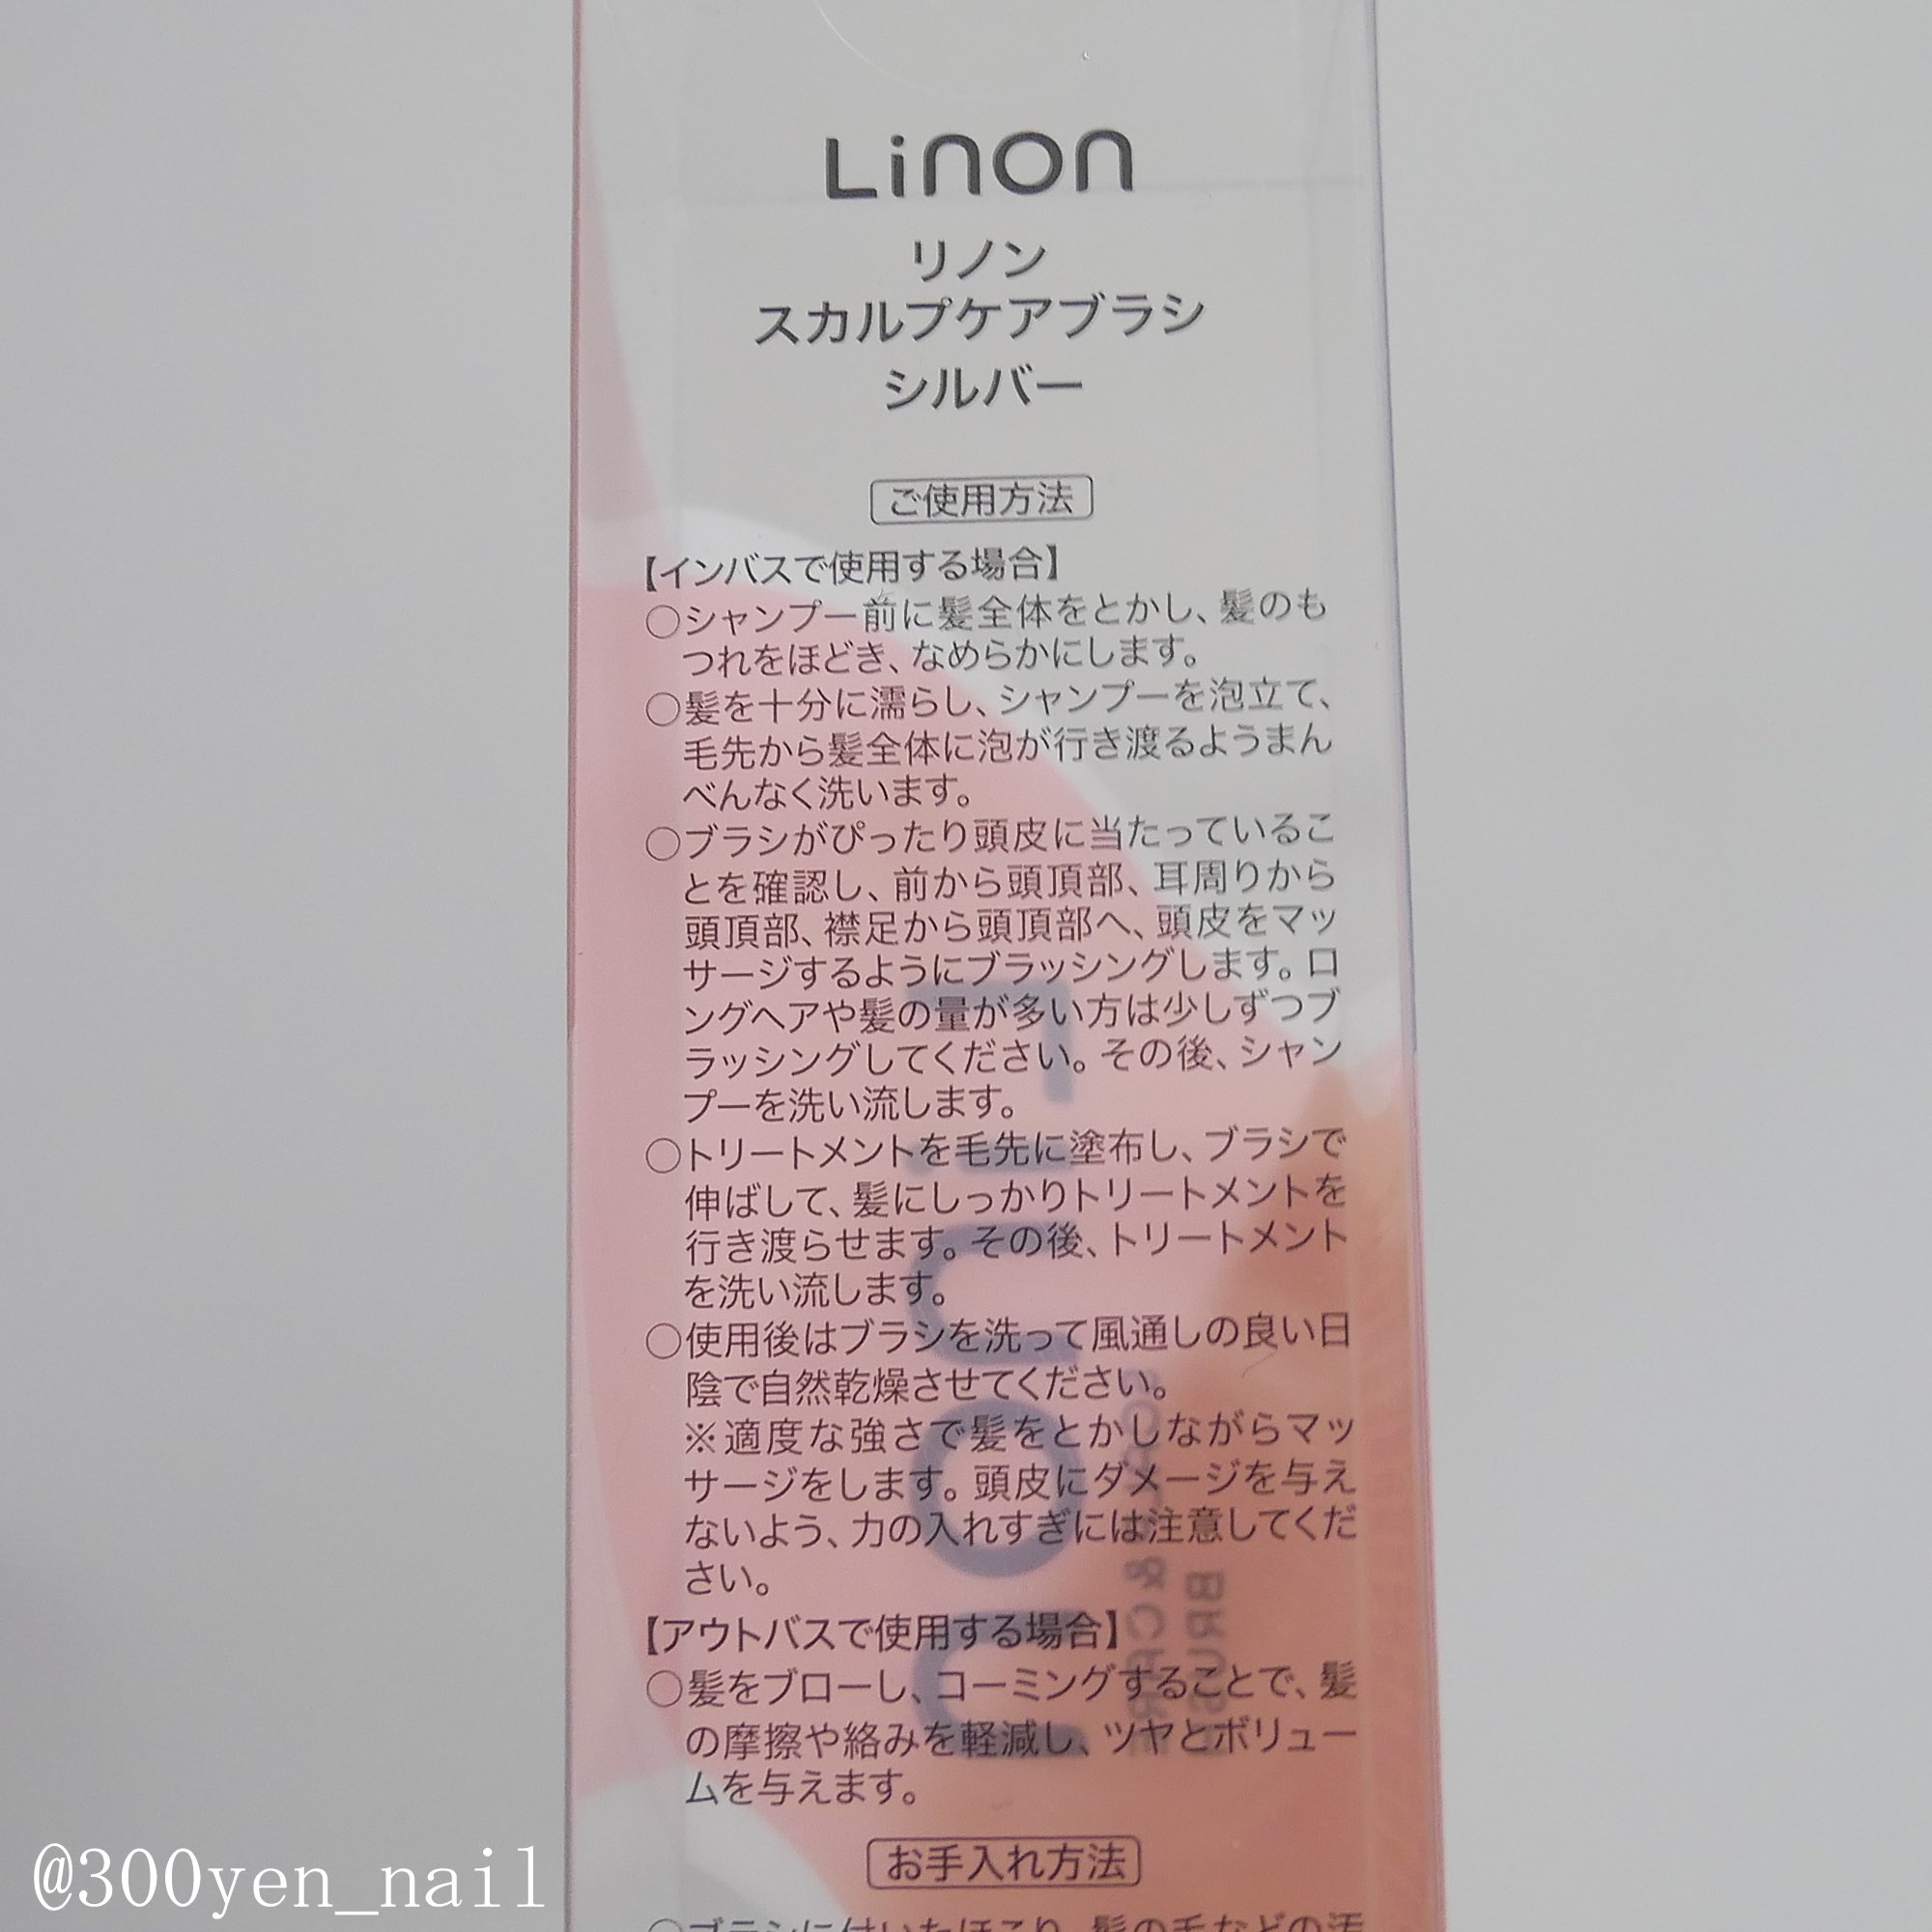 Linon
リノン
スカルプケアブラシ
シルバー
ご使用方法
【インバスで使用する場合】
○シャンプー前に髪全体をとかし、髪のも
つれをほどき、なめらかにします。
○髪を十分に濡らし、シャンプーを泡立て、
毛先から髪全体に泡が行き渡るようまん
べんなく洗います。
○ブラシがぴったり頭皮に当たっているこ
とを確認し、前から頭頂部、耳周りから
頭頂部、襟足から頭頂部へ、頭皮をマッ
サージするようにブラッシングします。ロ
ングヘアや髪の量が多い方は少しずつブ
ラッシングしてください。その後、シャン
プーを洗い流します。
○トリートメントを毛先に塗布し、ブラシで
伸ばして、髪にしっかりトリートメントを
行き渡らせます。その後、トリートメント
を洗い流します。
○使用後はブラシを洗って風通しの良い日
陰で自然乾燥させてください。
※適度な強さで髪をとかしながらマッ
サージをします。頭皮にダメージを与え
ないよう、力の入れすぎには注意してくだ
さい。
【アウトバスで使用する場合】
○髪をブローし、コーミングすることで、髪
の摩擦や絡みを軽減し、ツヤとボリュー
ムを与えます。
お手入れ方法
○ブラシに付いたほこり、髪の毛などの汚
Linon
BRUSH
@300yen_nail